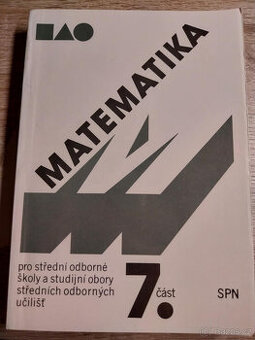 MATEMATIKA
pro střední odborné
školy a studijní obory
středních odborných
učilišť
7. část
SPN